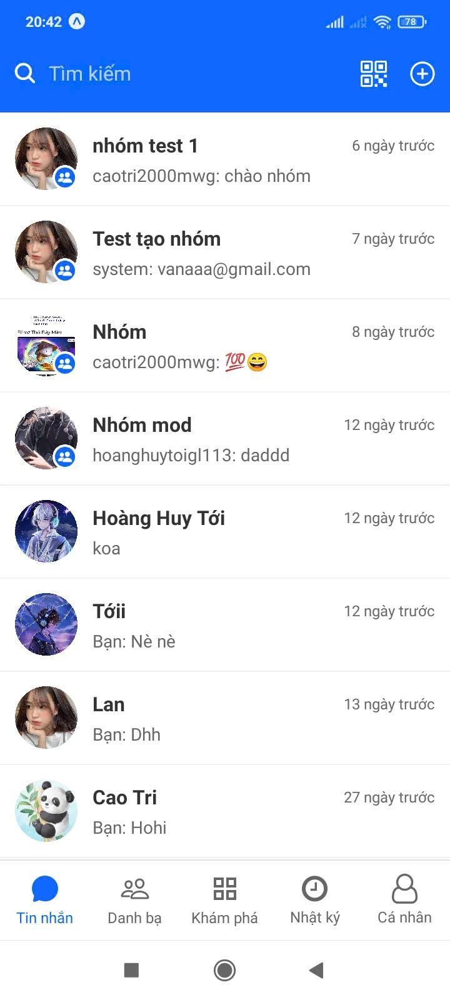 20:42
78
Tìm kiếm
nhóm test 1
6 ngày trước
caotri2000mwg: chào nhóm
Test tạo nhóm
7 ngày trước
system: vanaaa@gmail.com
Nhóm
8 ngày trước
caotri2000mwg: 💯😄
Nhóm mod
12 ngày trước
hoanghuytoigl113: daddd
Hoàng Huy Tới
12 ngày trước
koa
Tớii
12 ngày trước
Bạn: Nè nè
Lan
13 ngày trước
Bạn: Dhh
Cao Tri
27 ngày trước
Bạn: Hohi
Tin nhắn
Danh bạ
Khám phá
Nhật ký
Cá nhân